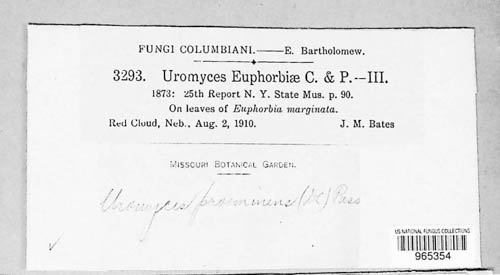 FUNGI COLUMBIANI.——E. Bartholomew.
3293. Uromyces Euphorbiæ C. & P.--III.
1873: 25th Report N. Y. State Mus. p. 90.
On leaves of Euphorbia marginata.
Red Cloud, Neb., Aug. 2, 1910. J. M. Bates
MISSOURI BOTANICAL GARDEN.
Uromyces proeminens (DC) Pass
US NATIONAL FUNGUS COLLECTIONS
965354